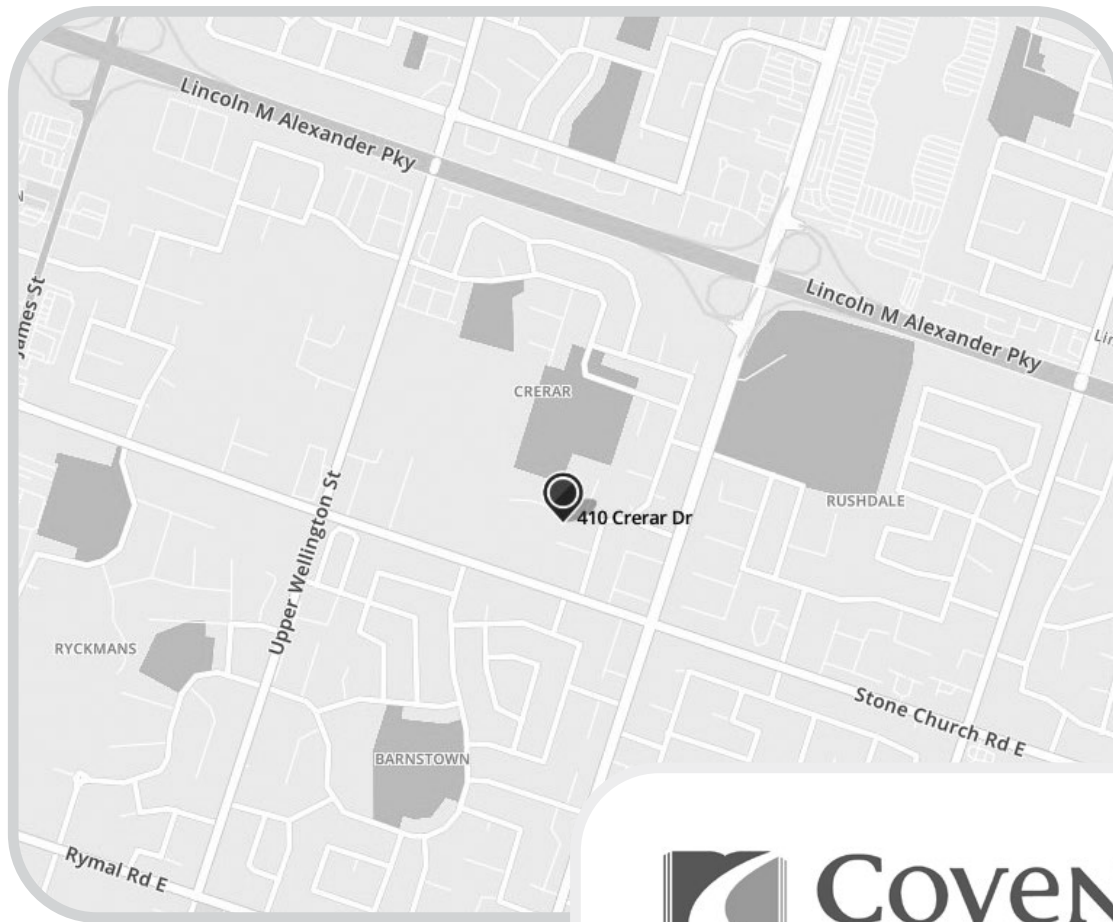 Lincoln M Alexander Pky
James St
Lincoln M Alexander Pky
CRERAR
RUSHDALE
410 Crerar Dr
Upper Wellington St
RYCKMANS
Stone Church Rd E
BARNSTOWN
Rymal Rd E